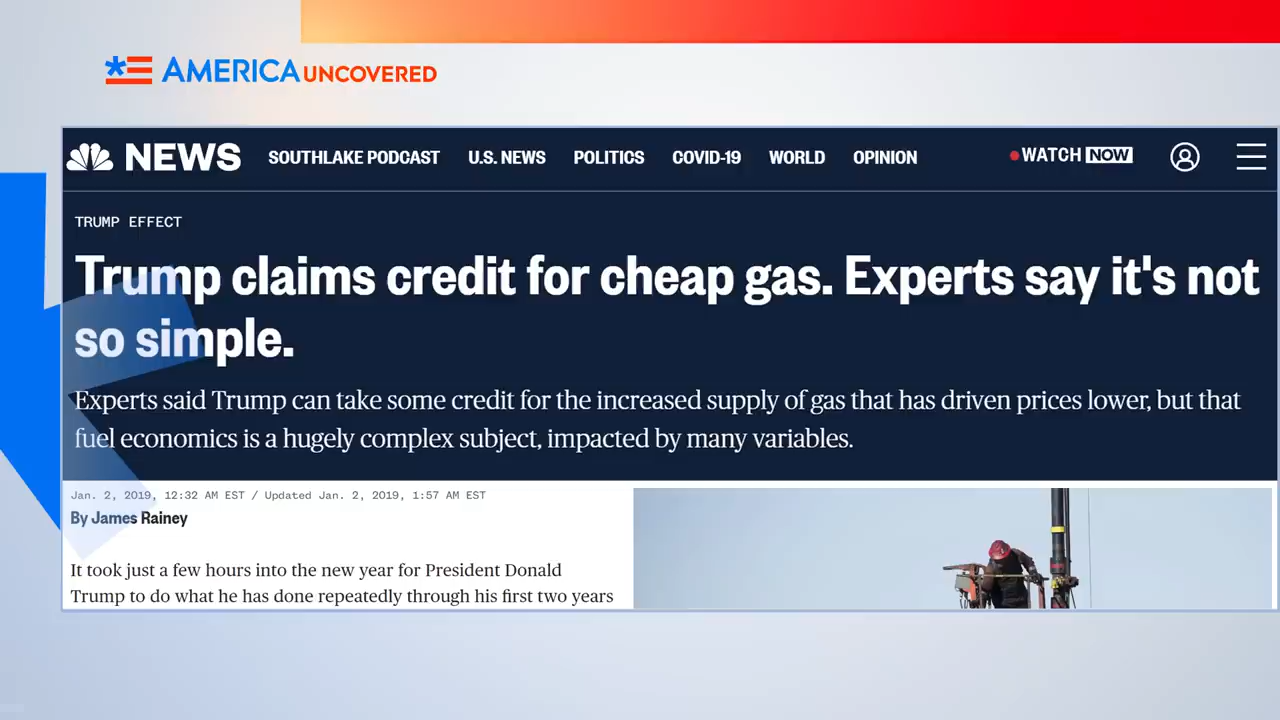 AMERICA UNCOVERED
NEWS SOUTHLAKE PODCAST U.S. NEWS POLITICS COVID-19 WORLD OPINION WATCH NOW
TRUMP EFFECT
Trump claims credit for cheap gas. Experts say it's not
so simple.
Experts said Trump can take some credit for the increased supply of gas that has driven prices lower, but that
fuel economics is a hugely complex subject, impacted by many variables.
Jan. 2, 2019, 12:32 AM EST / Updated Jan. 2, 2019, 1:57 AM EST
By James Rainey
It took just a few hours into the new year for President Donald
Trump to do what he has done repeatedly through his first two years